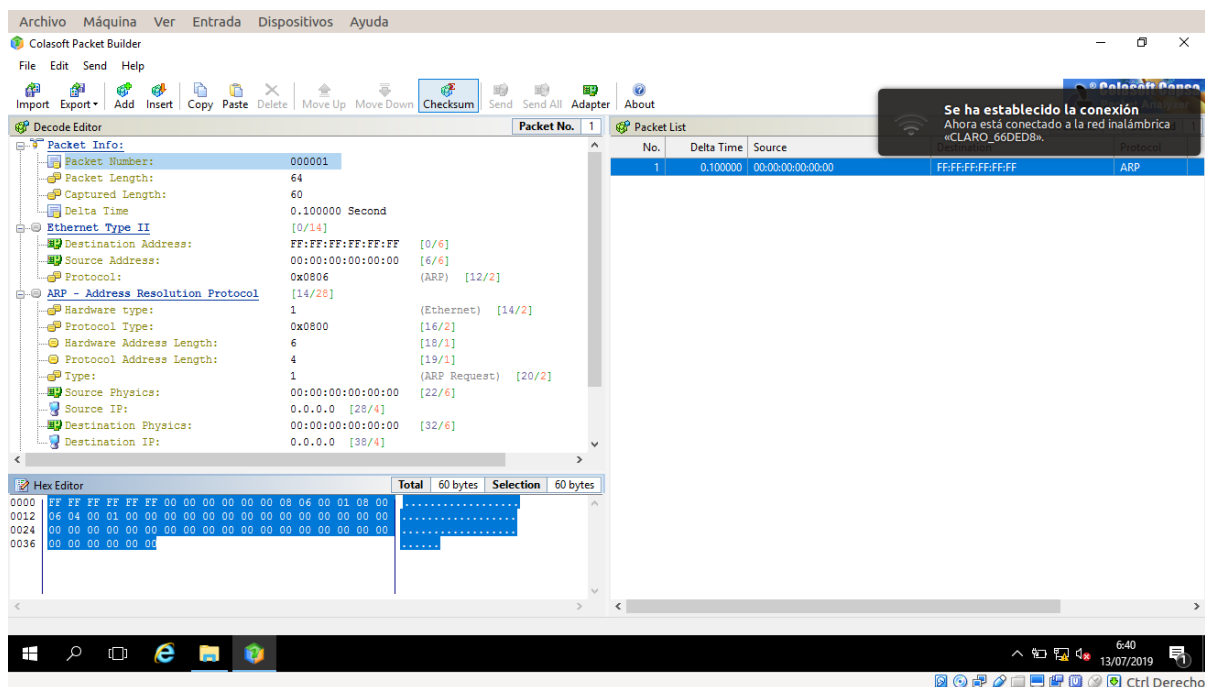 Archivo Máquina Ver Entrada Dispositivos Ayuda
Colasoft Packet Builder
File Edit Send Help
Import Export Add Insert Copy Paste Delete Move Up Move Down Checksum Send Send All Adapter About
Se ha establecido la conexión
Ahora está conectado a la red inalámbrica
«CLARO_66DED8».
Decode Editor Packet No. 1
Packet Info:
Packet Number: 000001
Packet Length: 64
Captured Length: 60
Delta Time 0.100000 Second
Ethernet Type II [0/14]
Destination Address: FF:FF:FF:FF:FF:FF [0/6]
Source Address: 00:00:00:00:00:00 [6/6]
Protocol: 0x0806 (ARP) [12/2]
ARP - Address Resolution Protocol [14/28]
Hardware type: 1 (Ethernet) [14/2]
Protocol Type: 0x0800 [16/2]
Hardware Address Length: 6 [18/1]
Protocol Address Length: 4 [19/1]
Type: 1 (ARP Request) [20/2]
Source Physics: 00:00:00:00:00:00 [22/6]
Source IP: 0.0.0.0 [28/4]
Destination Physics: 00:00:00:00:00:00 [32/6]
Destination IP: 0.0.0.0 [38/4]
Packet List
No. Delta Time Source Destination Protocol
1 0.100000 00:00:00:00:00:00 FF:FF:FF:FF:FF:FF ARP
Hex Editor Total 60 bytes Selection 60 bytes
0000 FF FF FF FF FF FF 00 00 00 00 00 00 08 06 00 01 08 00 ..................
0012 06 04 00 01 00 00 00 00 00 00 00 00 00 00 00 00 00 00 ..................
0024 00 00 00 00 00 00 00 00 00 00 00 00 00 00 00 00 00 00 ..................
0036 00 00 00 00 00 00 ......
6:40
13/07/2019
1
Ctrl Derecho